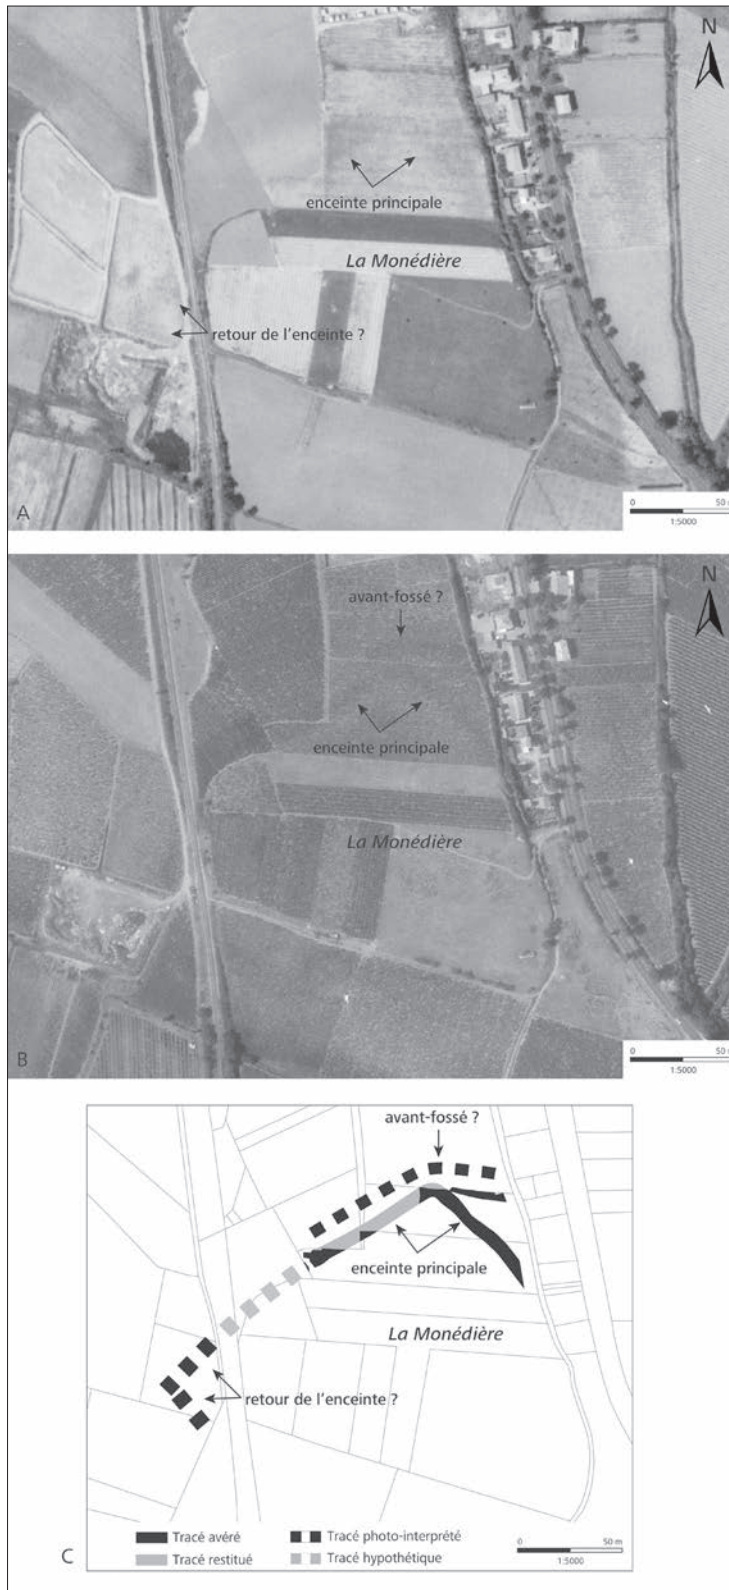 N
enceinte principale
La Monédière
retour de l'enceinte ?
A
0 50 m
1:5000
N
avant-fossé ?
enceinte principale
La Monédière
B
0 50 m
1:5000
avant-fossé ?
enceinte principale
La Monédière
retour de l'enceinte ?
C
Tracé avéré
Tracé photo-interprété
Tracé restitué
Tracé hypothétique
0 50 m
1:5000